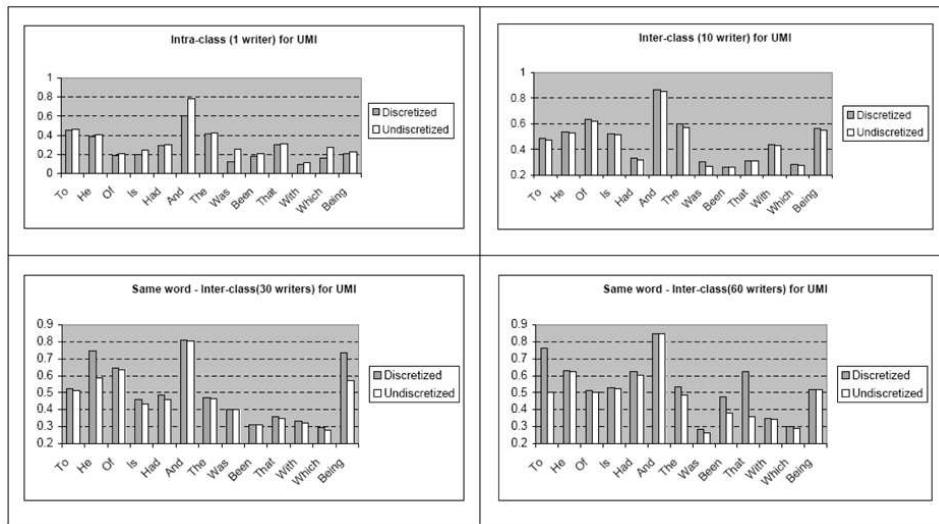 Intra-class (1 writer) for UMI
1
0.8
0.6
0.4
0.2
0
To He Of Is Had And The Was Been That With Which Being
Discretized
Undiscretized
Inter-class (10 writer) for UMI
1
0.8
0.6
0.4
0.2
To He Of Is Had And The Was Been That With Which Being
Discretized
Undiscretized
Same word - Inter-class(30 writers) for UMI
0.9
0.8
0.7
0.6
0.5
0.4
0.3
0.2
To He Of Is Had And The Was Been That With Which Being
Discretized
Undiscretized
Same word - Inter-class(60 writers) for UMI
0.9
0.8
0.7
0.6
0.5
0.4
0.3
0.2
To He Of Is Had And The Was Been That With Which Being
Discretized
Undiscretized